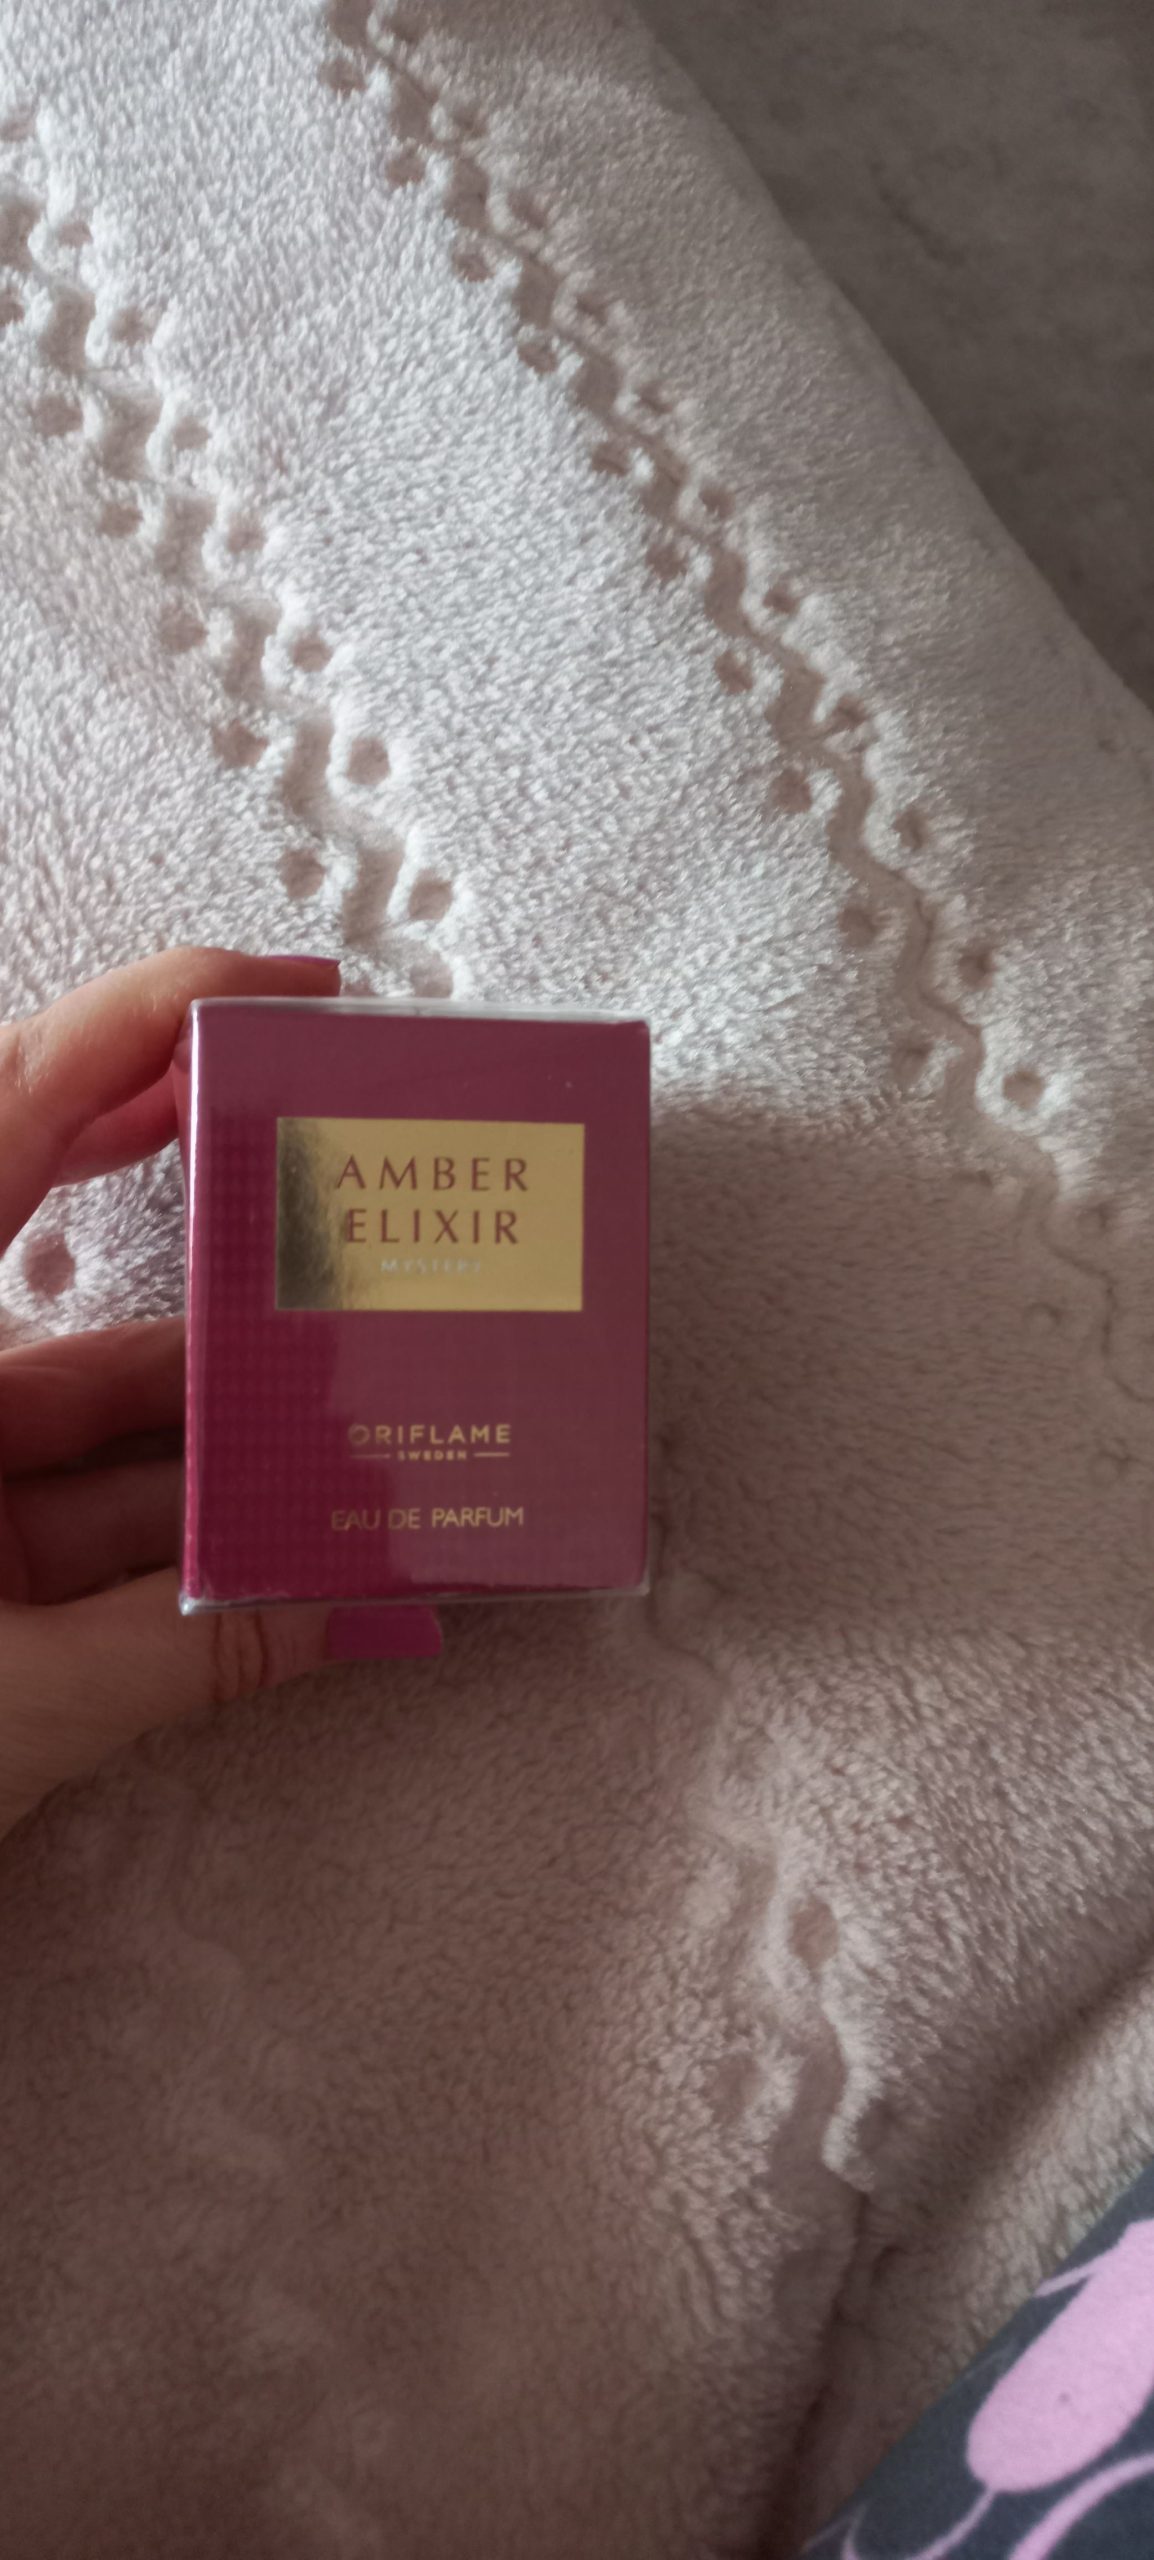 AMBER
ELIXIR
MYSTERY
ORIFLAME
SWEDEN
EAU DE PARFUM